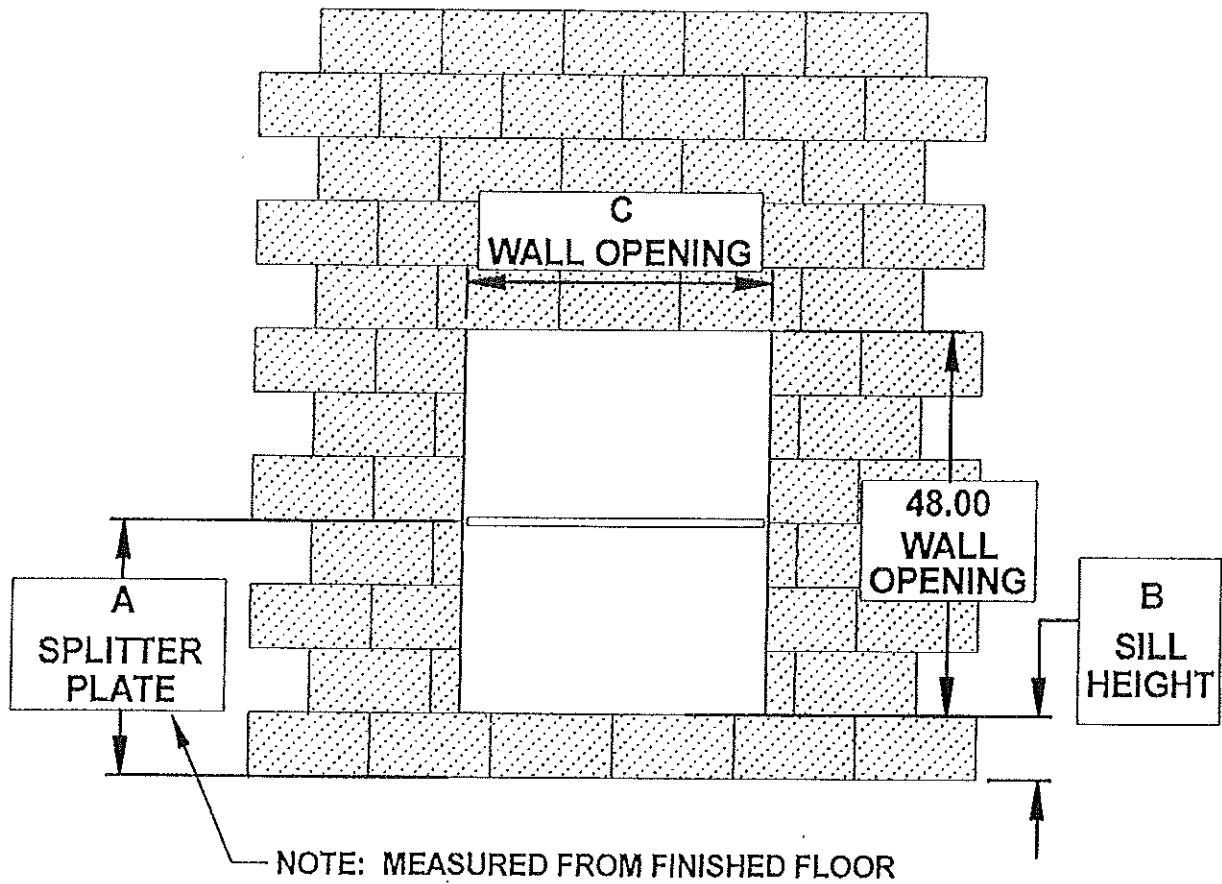 C
WALL OPENING
48.00
WALL
OPENING
A
SPLITTER
PLATE
B
SILL
HEIGHT
NOTE: MEASURED FROM FINISHED FLOOR